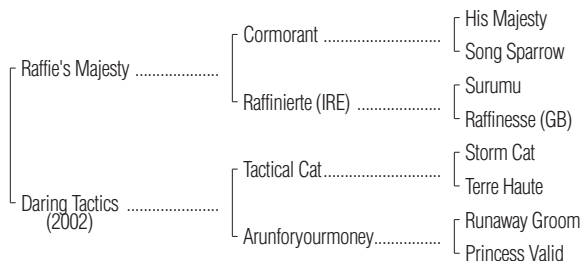 His Majesty
Cormorant ........................
Song Sparrow
Raffie's Majesty .................
Surumu
Raffinierte (IRE) .................
Raffinesse (GB)
Storm Cat
Tactical Cat........................
Terre Haute
Daring Tactics ...................
(2002)
Runaway Groom
Arunforyourmoney.............
Princess Valid